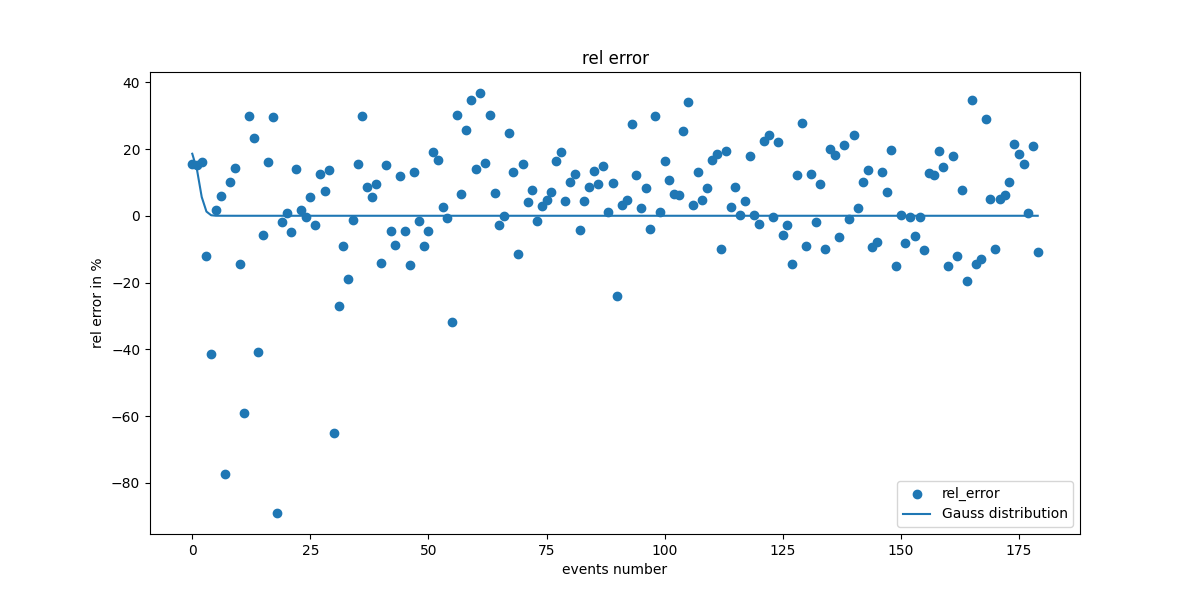 rel error
rel error in %
40
20
0
−20
−40
−60
−80
0 25 50 75 100 125 150 175
events number
rel_error
Gauss distribution